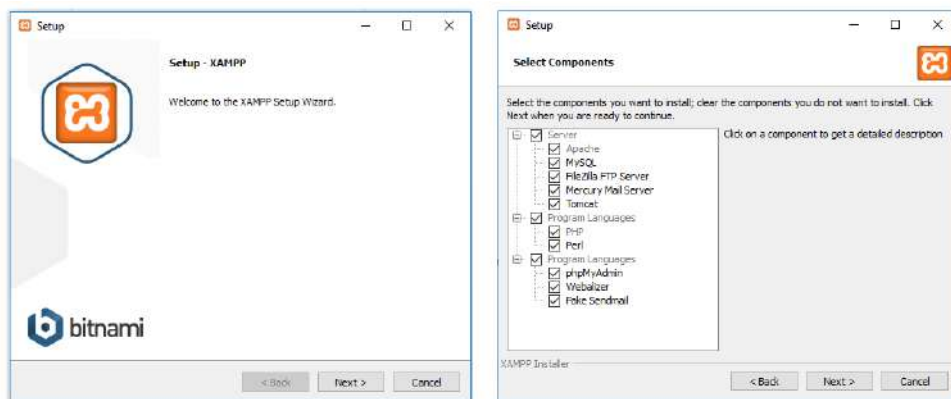 Setup
Setup - XAMPP
Welcome to the XAMPP Setup Wizard.
bitnami
< Back
Next >
Cancel
Setup
Select Components
Select the components you want to install; clear the components you do not want to install. Click
Next when you are ready to continue.
Server
Apache
MySQL
FileZilla FTP Server
Mercury Mail Server
Tomcat
Program Languages
PHP
Perl
Program Languages
phpMyAdmin
Webalizer
Fake Sendmail
Click on a component to get a detailed description
XAMPP Installer
< Back
Next >
Cancel